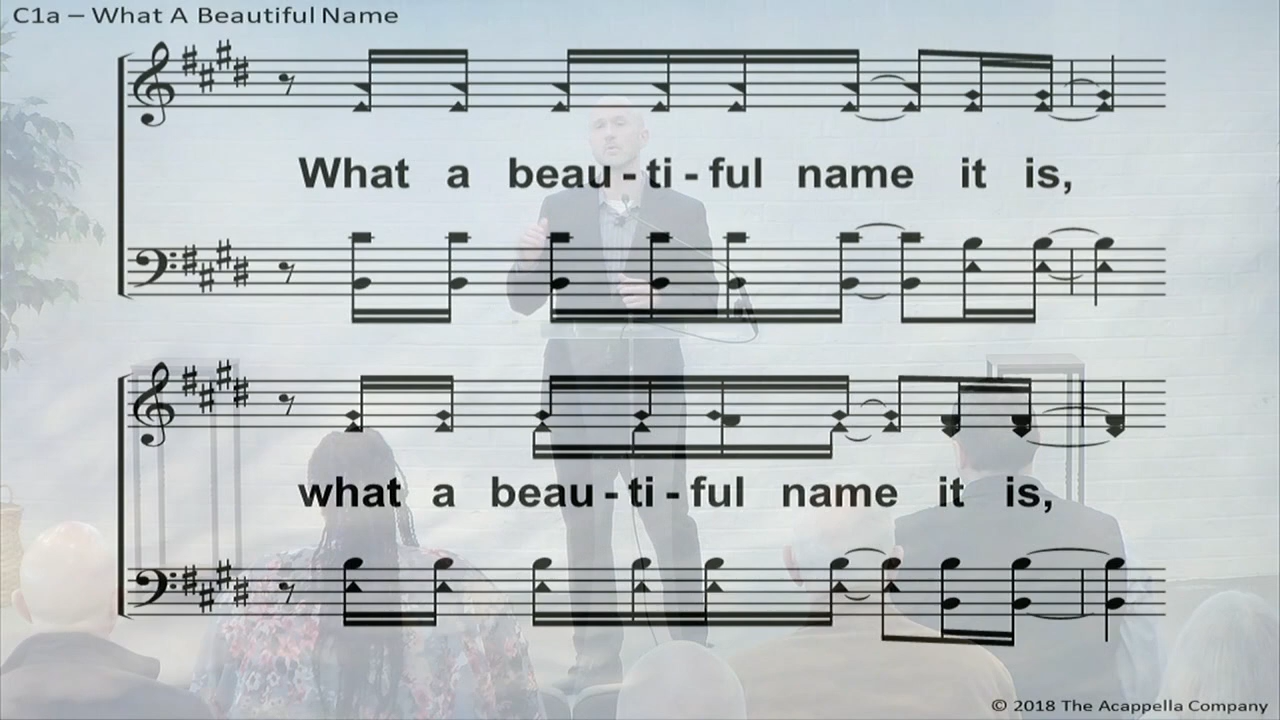 C1a – What A Beautiful Name
What a beau - ti - ful name it is,
what a beau - ti - ful name it is,
© 2018 The Acappella Company